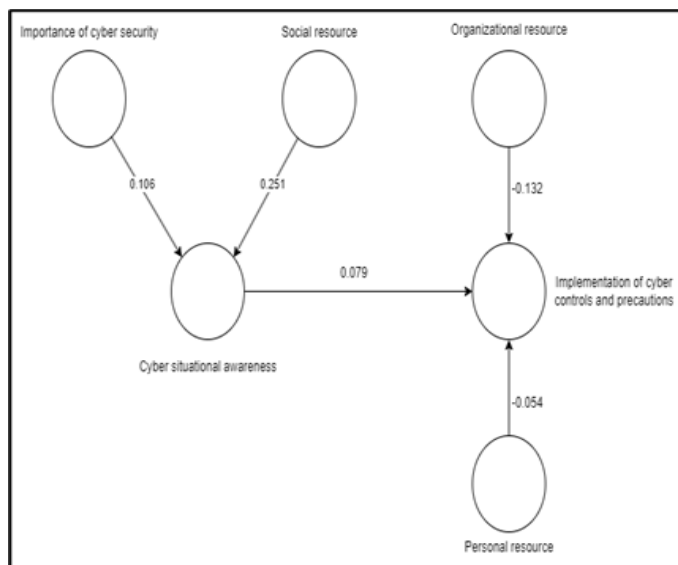 Importance of cyber security
Social resource
Organizational resource
0.106
0.251
-0.132
0.079
Implementation of cyber
controls and precautions
Cyber situational awareness
-0.054
Personal resource